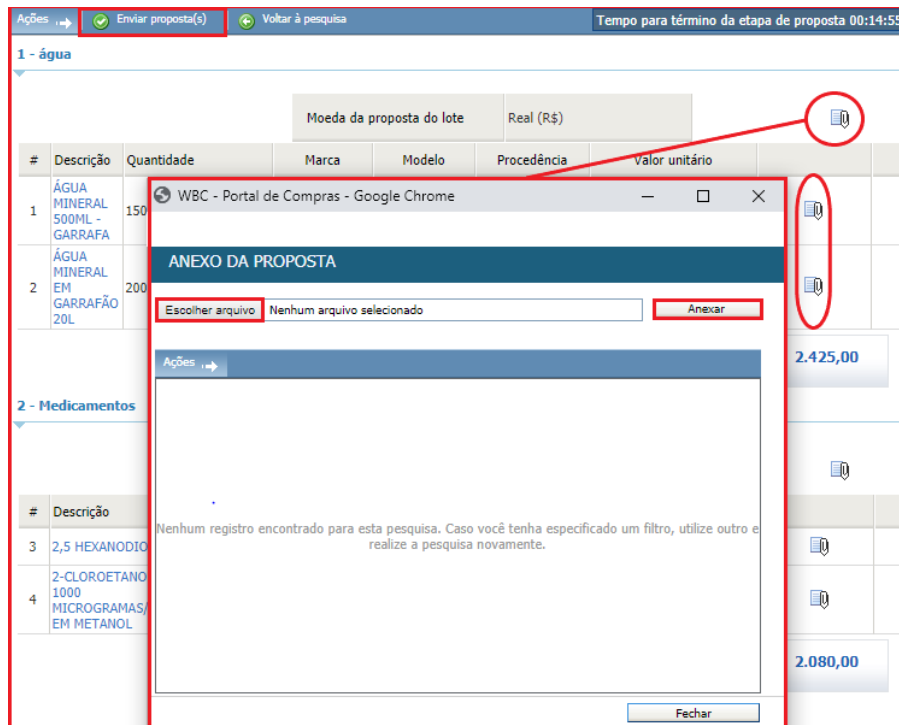 Ações Enviar proposta(s) Voltar à pesquisa Tempo para término da etapa de proposta 00:14:55
1 - água
Moeda da proposta do lote Real (R$)
# Descrição Quantidade Marca Modelo Procedência Valor unitário
1 ÁGUA MINERAL 500ML - GARRAFA 150
2 ÁGUA MINERAL EM GARRAFÃO 20L 200
2.425,00
WBC - Portal de Compras - Google Chrome
ANEXO DA PROPOSTA
Escolher arquivo Nenhum arquivo selecionado Anexar
Ações
Nenhum registro encontrado para esta pesquisa. Caso você tenha especificado um filtro, utilize outro e
realize a pesquisa novamente.
Fechar
2 - Medicamentos
# Descrição
3 2,5 HEXANODIO
4 2-CLOROETANO
1000
MICROGRAMAS/
EM METANOL
2.080,00